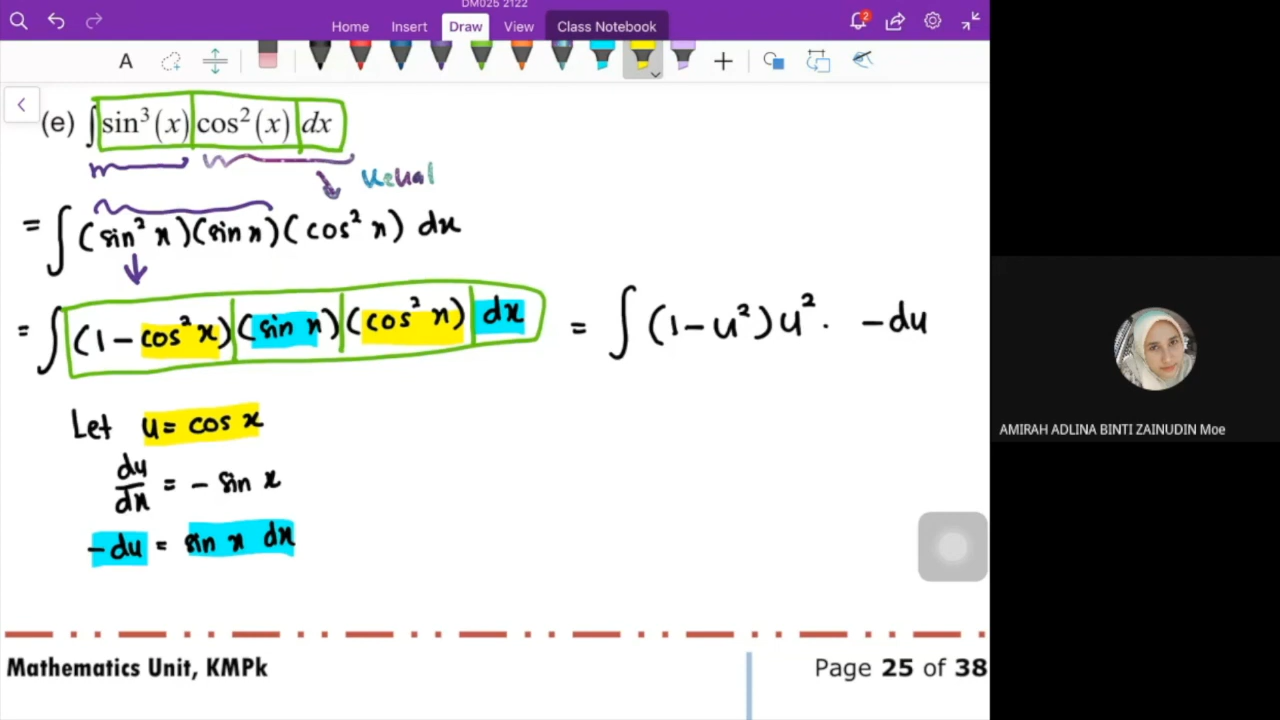 DM025 2122
Home Insert Draw View Class Notebook
2
A
(e) ∫ sin³(x) cos²(x) dx
usual
= ∫ (sin² x)(sin x)(cos² x) dx
= ∫ (1 - cos² x)(sin x)(cos² x) dx = ∫ (1 - u²) u² · -du
Let u = cos x
du/dx = - sin x
-du = sin x dx
Mathematics Unit, KMPk Page 25 of 38
AMIRAH ADLINA BINTI ZAINUDIN Moe